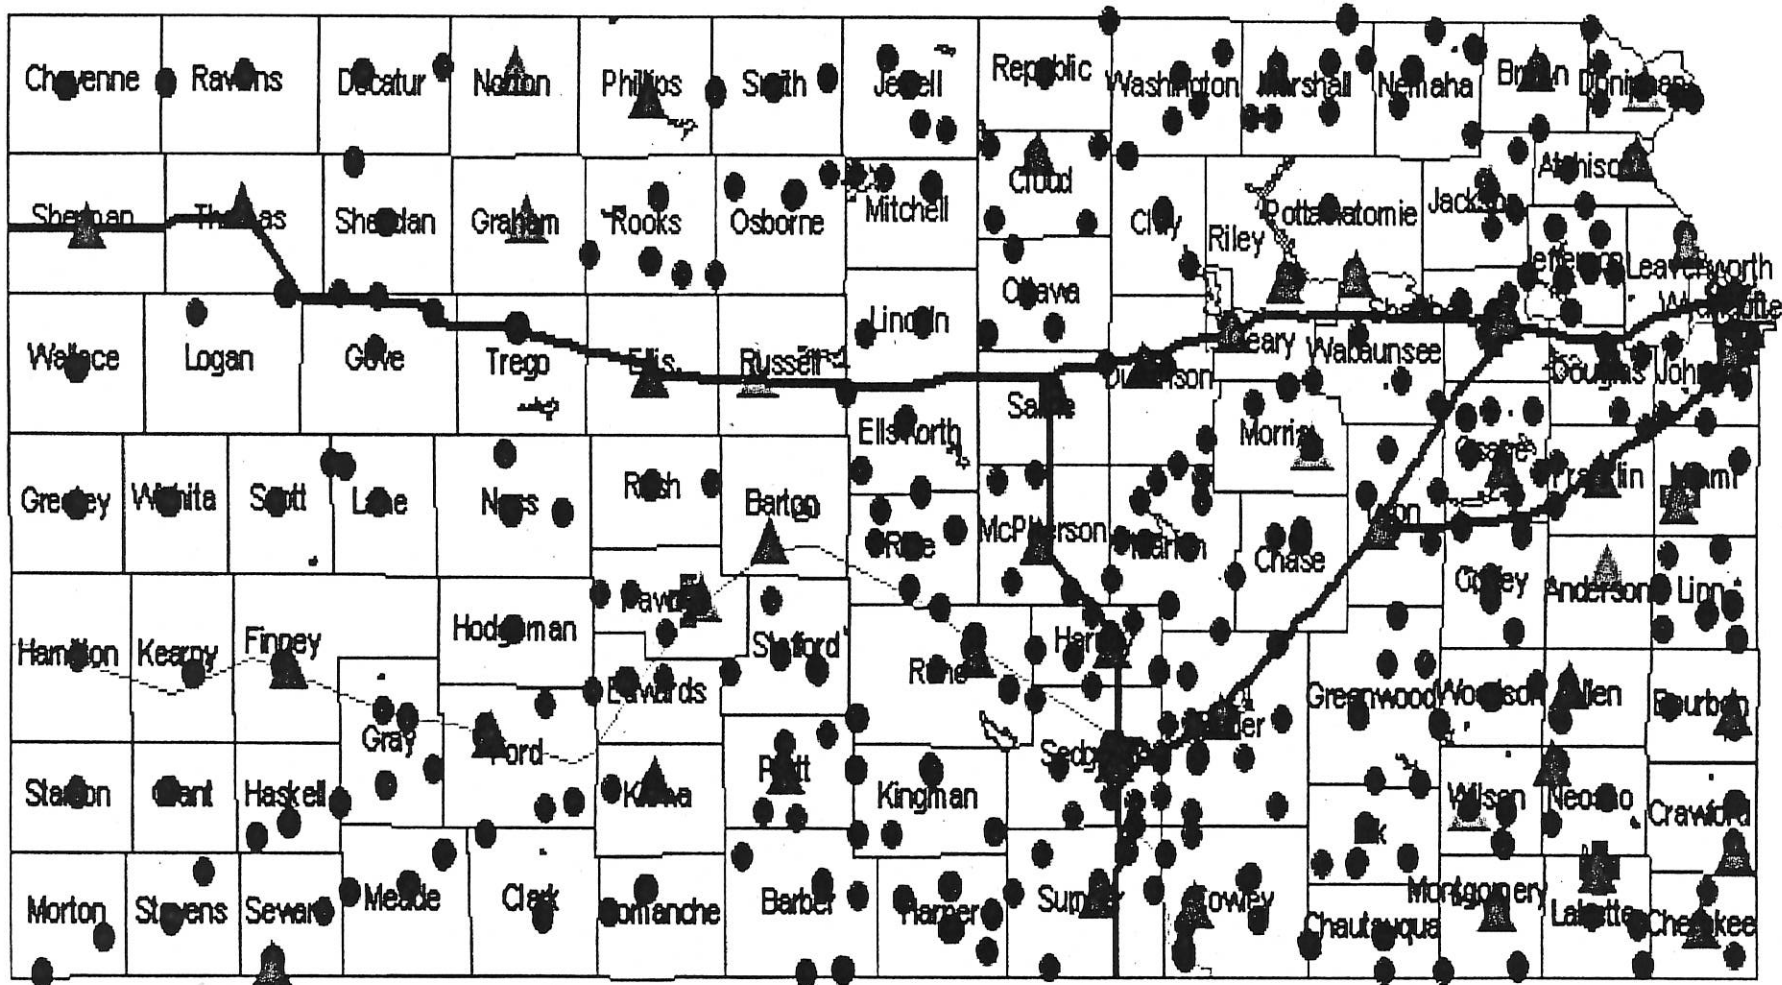 Cheyenne
Rawlins
Decatur
Norton
Phillips
Smith
Jewell
Republic
Washington
Marshall
Nemaha
Brown
Doniphan
Sherman
Thomas
Sheridan
Graham
Rooks
Osborne
Mitchell
Cloud
Clay
Riley
Pottawatomie
Jackson
Atchison
Jefferson
Leavenworth
Wyandotte
Wallace
Logan
Gove
Trego
Ellis
Russell
Lincoln
Ottawa
Saline
Dickinson
Geary
Wabaunsee
Shawnee
Douglas
Johnson
Greeley
Wichita
Scott
Lane
Ness
Rush
Barton
Ellsworth
Rice
McPherson
Marion
Morris
Chase
Lyon
Osage
Franklin
Miami
Hamilton
Kearny
Finney
Hodgeman
Pawnee
Stafford
Edwards
Reno
Harvey
Coffey
Anderson
Linn
Stanton
Grant
Haskell
Gray
Ford
Kiowa
Pratt
Kingman
Sedgwick
Butler
Greenwood
Woodson
Allen
Bourbon
Wilson
Neosho
Crawford
Elk
Morton
Stevens
Seward
Meade
Clark
Comanche
Barber
Harper
Sumner
Cowley
Chautauqua
Montgomery
Labette
Cherokee